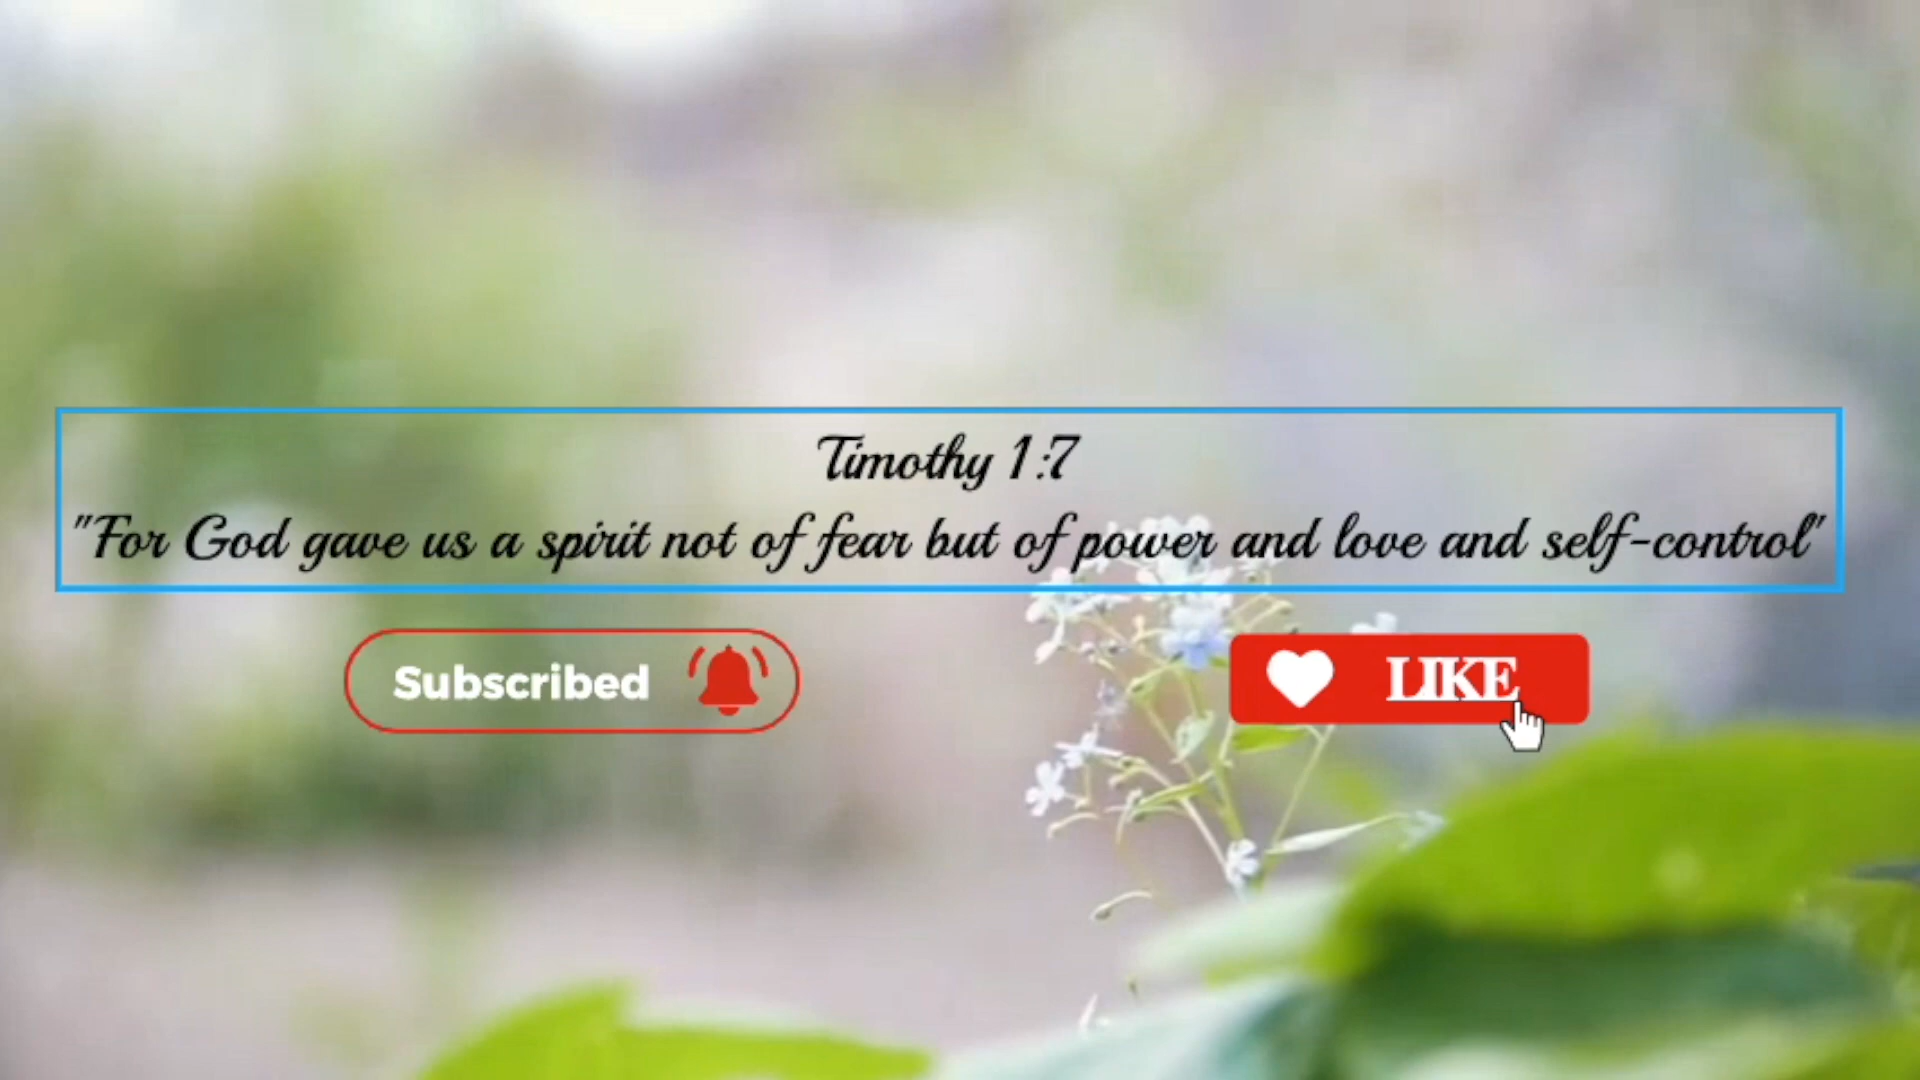 Timothy 1:7
"For God gave us a spirit not of fear but of power and love and self-control"
Subscribed
LIKE